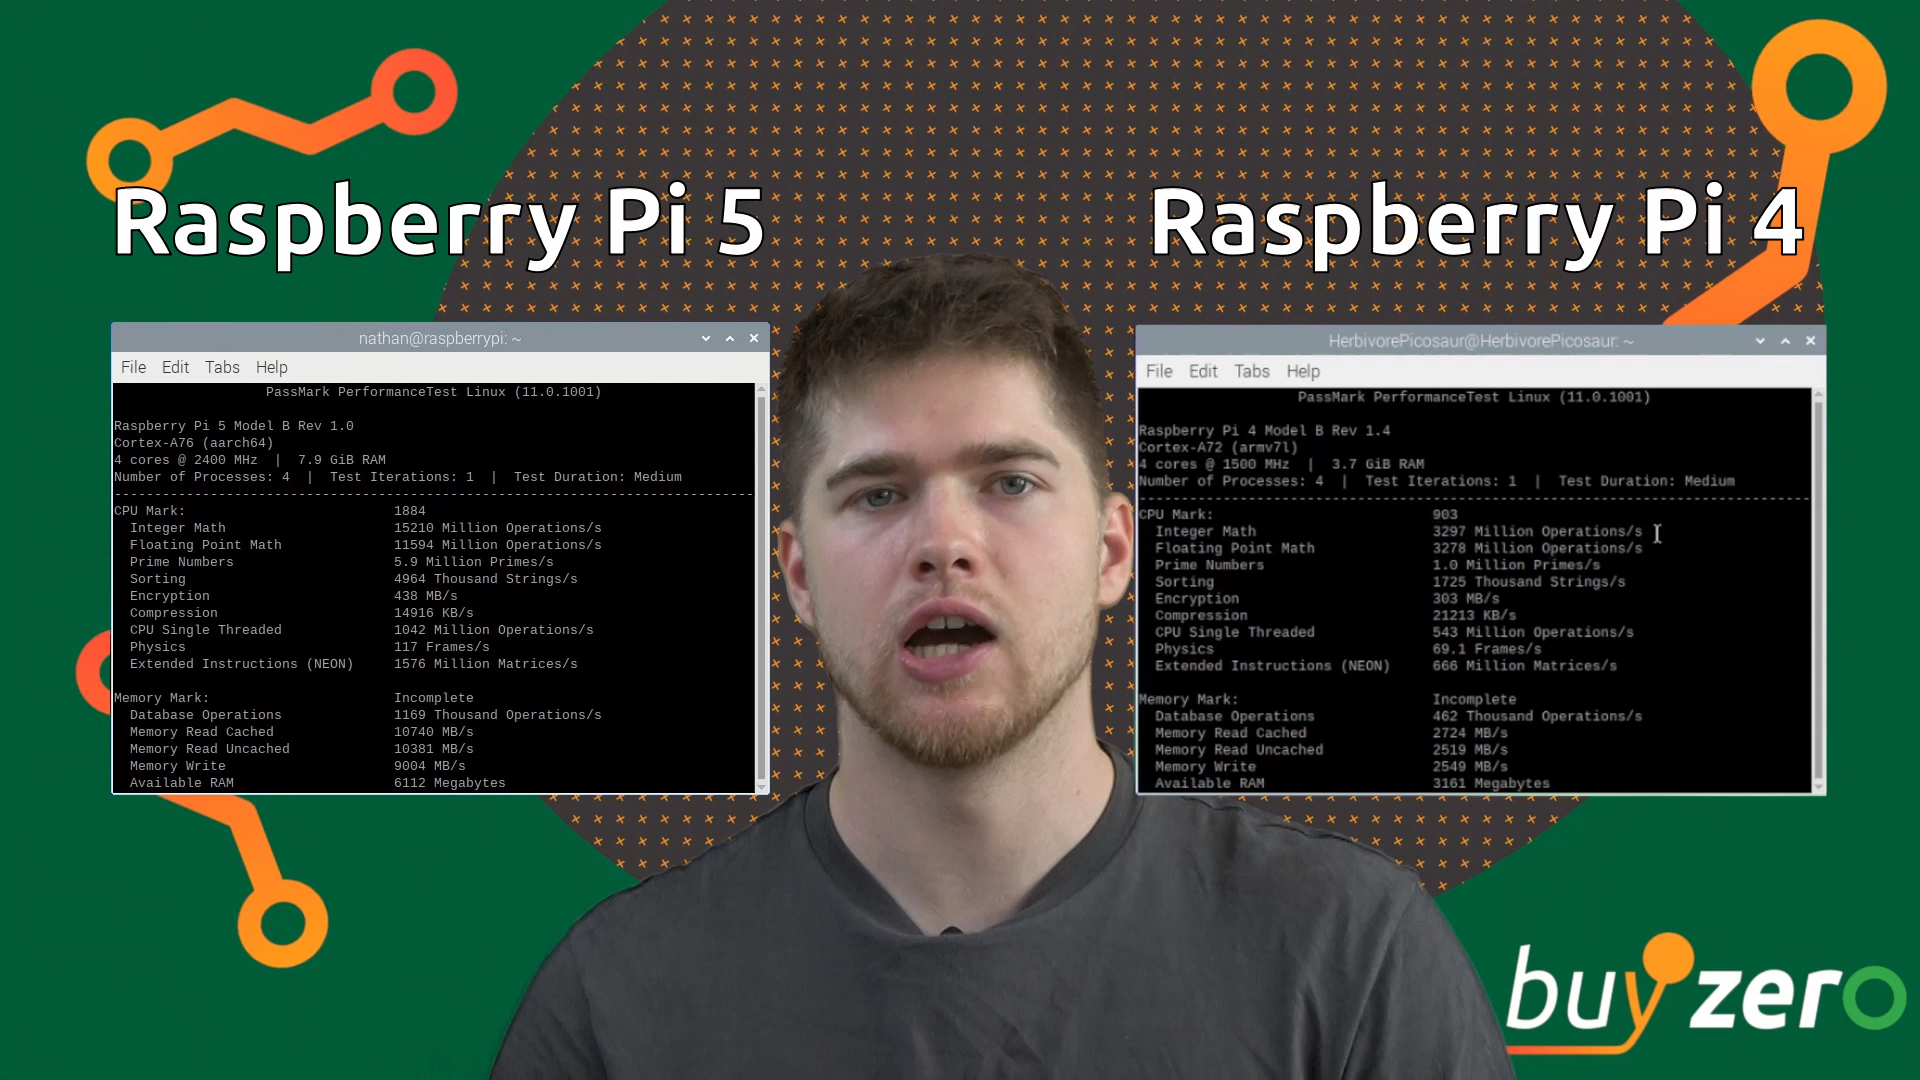 Raspberry Pi 5
nathan@raspberrypi: ~
File Edit Tabs Help
PassMark PerformanceTest Linux (11.0.1001)
Raspberry Pi 5 Model B Rev 1.0
Cortex-A76 (aarch64)
4 cores @ 2400 MHz | 7.9 GiB RAM
Number of Processes: 4 | Test Iterations: 1 | Test Duration: Medium
--------------------------------------------------------------------------------
CPU Mark: 1884
Integer Math 15210 Million Operations/s
Floating Point Math 11594 Million Operations/s
Prime Numbers 5.9 Million Primes/s
Sorting 4964 Thousand Strings/s
Encryption 438 MB/s
Compression 14916 KB/s
CPU Single Threaded 1042 Million Operations/s
Physics 117 Frames/s
Extended Instructions (NEON) 1576 Million Matrices/s
Memory Mark: Incomplete
Database Operations 1169 Thousand Operations/s
Memory Read Cached 10740 MB/s
Memory Read Uncached 10381 MB/s
Memory Write 9004 MB/s
Available RAM 6112 Megabytes
Raspberry Pi 4
HerbivorePicosaur@HerbivorePicosaur: ~
File Edit Tabs Help
PassMark PerformanceTest Linux (11.0.1001)
Raspberry Pi 4 Model B Rev 1.4
Cortex-A72 (armv7l)
4 cores @ 1500 MHz | 3.7 GiB RAM
Number of Processes: 4 | Test Iterations: 1 | Test Duration: Medium
--------------------------------------------------------------------------------
CPU Mark: 903
Integer Math 3297 Million Operations/s
Floating Point Math 3278 Million Operations/s
Prime Numbers 1.0 Million Primes/s
Sorting 1725 Thousand Strings/s
Encryption 303 MB/s
Compression 21213 KB/s
CPU Single Threaded 543 Million Operations/s
Physics 69.1 Frames/s
Extended Instructions (NEON) 666 Million Matrices/s
Memory Mark: Incomplete
Database Operations 462 Thousand Operations/s
Memory Read Cached 2724 MB/s
Memory Read Uncached 2519 MB/s
Memory Write 2549 MB/s
Available RAM 3161 Megabytes
buyzero